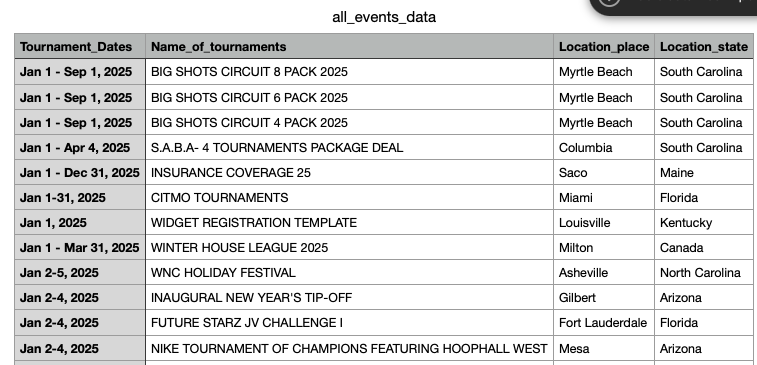 all_events_data
Tournament_Dates Name_of_tournaments Location_place Location_state
Jan 1 - Sep 1, 2025 BIG SHOTS CIRCUIT 8 PACK 2025 Myrtle Beach South Carolina
Jan 1 - Sep 1, 2025 BIG SHOTS CIRCUIT 6 PACK 2025 Myrtle Beach South Carolina
Jan 1 - Sep 1, 2025 BIG SHOTS CIRCUIT 4 PACK 2025 Myrtle Beach South Carolina
Jan 1 - Apr 4, 2025 S.A.B.A- 4 TOURNAMENTS PACKAGE DEAL Columbia South Carolina
Jan 1 - Dec 31, 2025 INSURANCE COVERAGE 25 Saco Maine
Jan 1-31, 2025 CITMO TOURNAMENTS Miami Florida
Jan 1, 2025 WIDGET REGISTRATION TEMPLATE Louisville Kentucky
Jan 1 - Mar 31, 2025 WINTER HOUSE LEAGUE 2025 Milton Canada
Jan 2-5, 2025 WNC HOLIDAY FESTIVAL Asheville North Carolina
Jan 2-4, 2025 INAUGURAL NEW YEAR'S TIP-OFF Gilbert Arizona
Jan 2-4, 2025 FUTURE STARZ JV CHALLENGE I Fort Lauderdale Florida
Jan 2-4, 2025 NIKE TOURNAMENT OF CHAMPIONS FEATURING HOOPHALL WEST Mesa Arizona